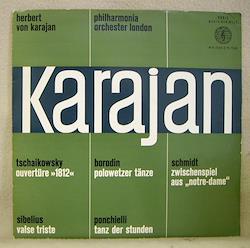 herbert
von karajan
philharmonia
orchester london
Karajan
tschaikowsky
ouvertüre »1812«
borodin
polowetzer tänze
schmidt
zwischenspiel
aus „notre-dame“
sibelius
valse triste
ponchielli
tanz der stunden